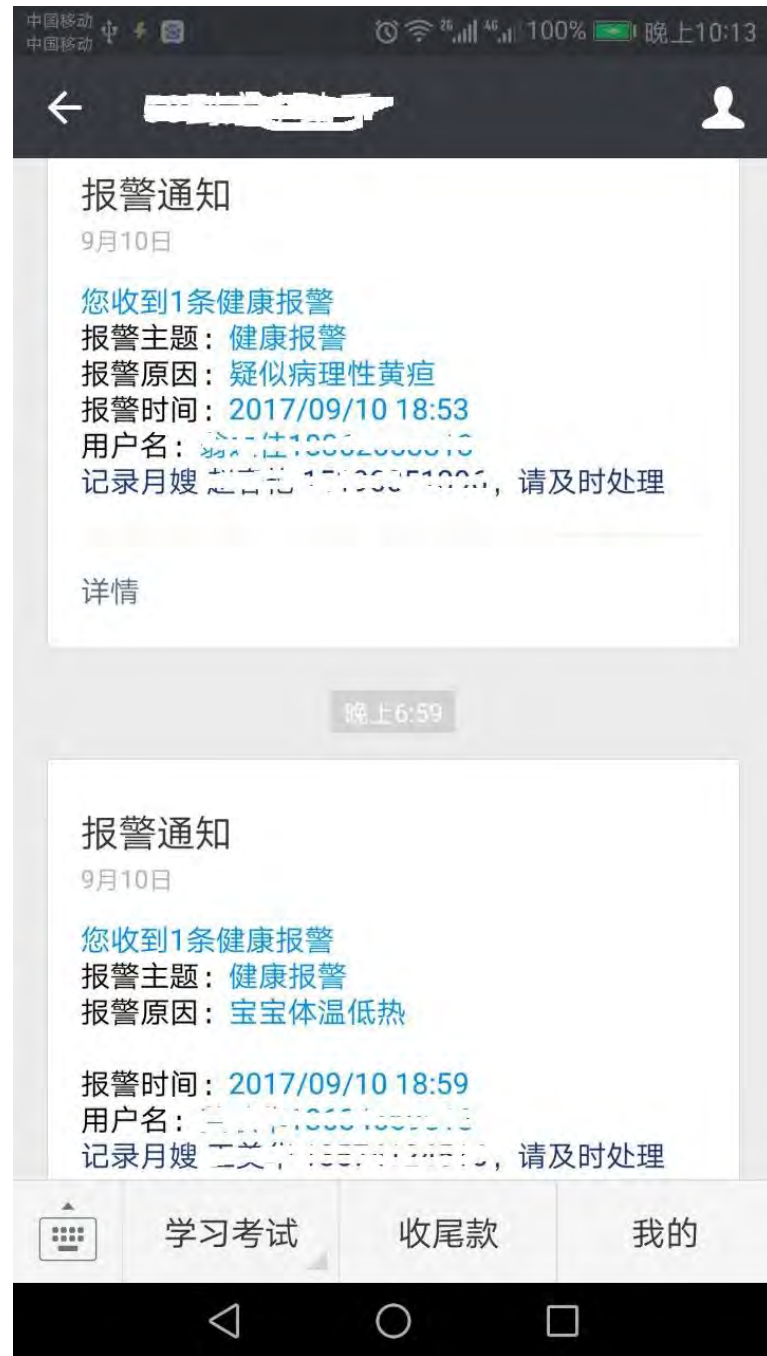 中国移动
中国移动
26 46 100% 晚上10:13
报警通知
9月10日
您收到1条健康报警
报警主题：健康报警
报警原因：疑似病理性黄疸
报警时间：2017/09/10 18:53
用户名：
记录月嫂 ，请及时处理
详情
晚上6:59
报警通知
9月10日
您收到1条健康报警
报警主题：健康报警
报警原因：宝宝体温低热
报警时间：2017/09/10 18:59
用户名：
记录月嫂 ，请及时处理
学习考试 收尾款 我的